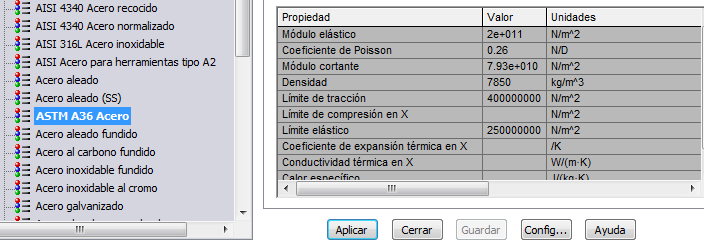 AISI 4340 Acero recocido
AISI 4340 Acero normalizado
AISI 316L Acero inoxidable
AISI Acero para herramientas tipo A2
Acero aleado
Acero aleado (SS)
ASTM A36 Acero
Acero aleado fundido
Acero al carbono fundido
Acero inoxidable fundido
Acero inoxidable al cromo
Acero galvanizado
Propiedad Valor Unidades
Módulo elástico 2e+011 N/m^2
Coeficiente de Poisson 0.26 N/D
Módulo cortante 7.93e+010 N/m^2
Densidad 7850 kg/m^3
Límite de tracción 400000000 N/m^2
Límite de compresión en X N/m^2
Límite elástico 250000000 N/m^2
Coeficiente de expansión térmica en X /K
Conductividad térmica en X W/(m·K)
Calor específico J/(kg·K)
Aplicar Cerrar Guardar Config... Ayuda